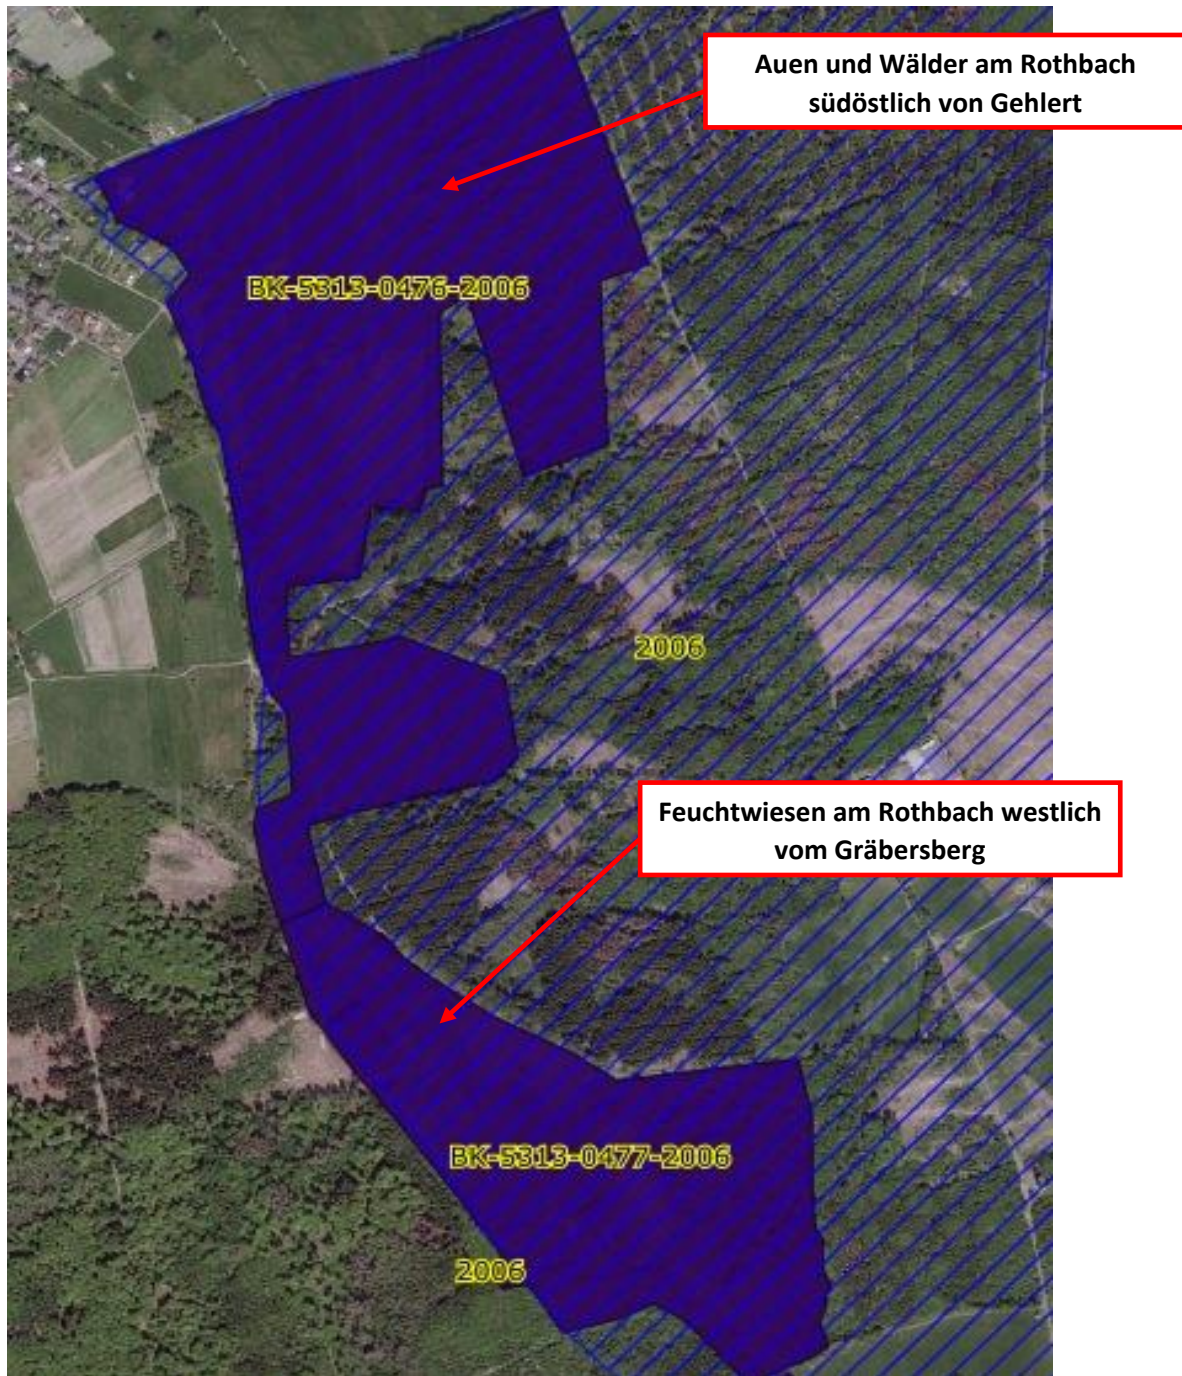 Auen und Wälder am Rothbach
südöstlich von Gehlert
BK-5313-0476-2006
2006
Feuchtwiesen am Rothbach westlich
vom Gräbersberg
BK-5313-0477-2006
2006